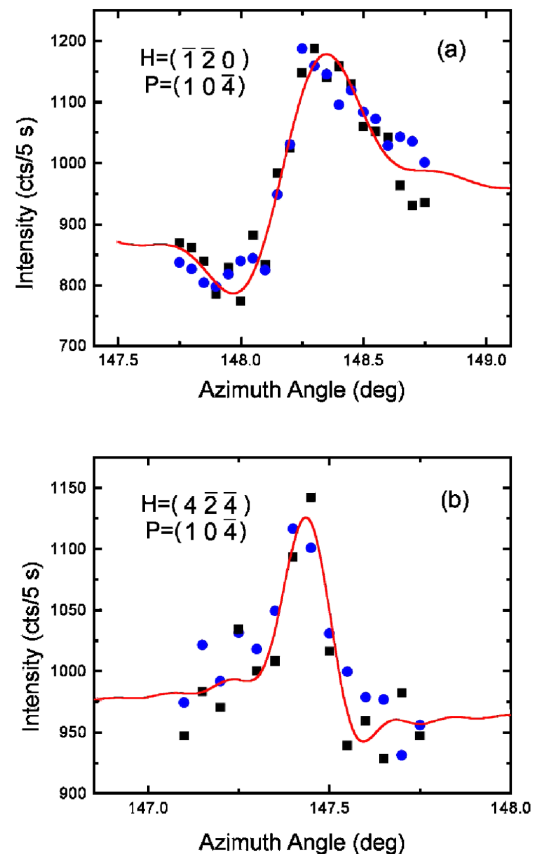 (a)
H=(1̅ 2̅ 0)
P=(1 0 4̅)
1200
1100
1000
900
800
700
Intensity (cts/5 s)
147.5 148.0 148.5 149.0
Azimuth Angle (deg)
(b)
H=(4 2̅ 4̅)
P=(1 0 4̅)
1150
1100
1050
1000
950
900
Intensity (cts/5 s)
147.0 147.5 148.0
Azimuth Angle (deg)